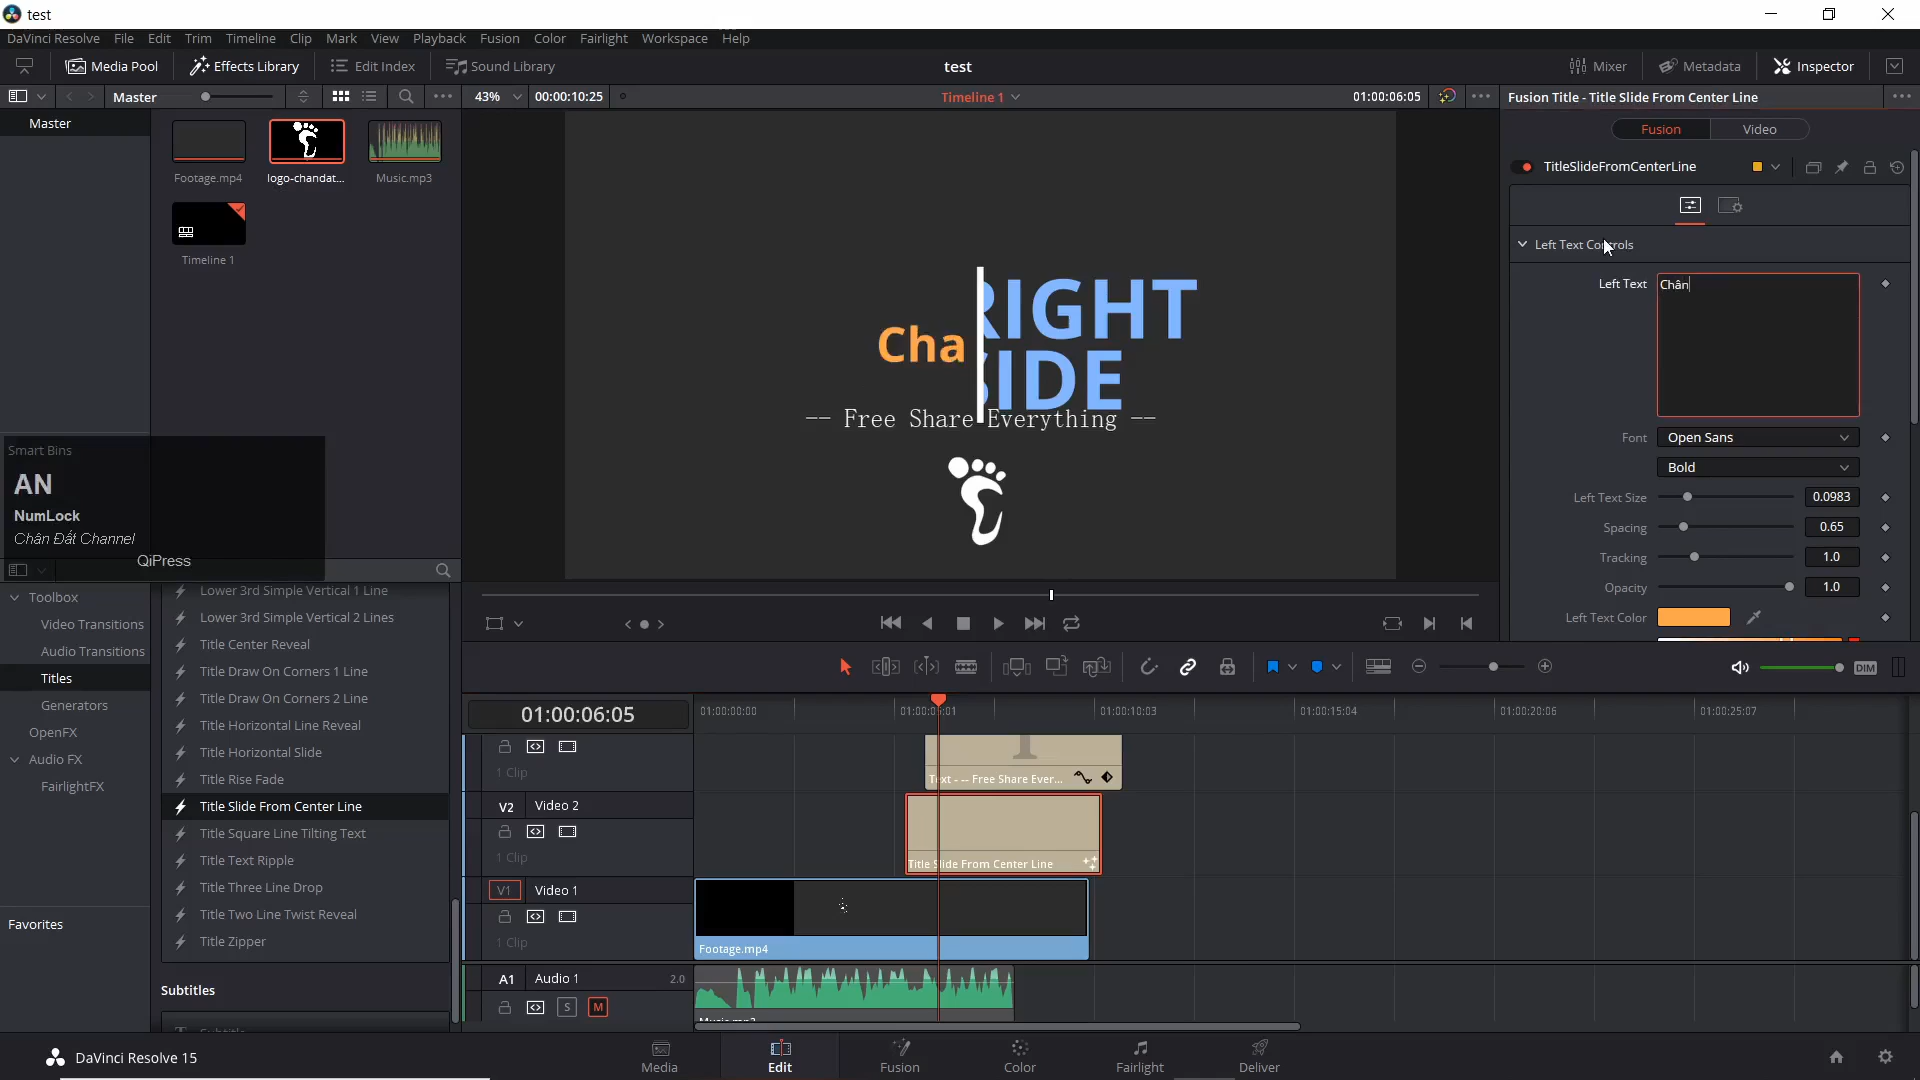 test
DaVinci Resolve File Edit Trim Timeline Clip Mark View Playback Fusion Color Fairlight Workspace Help
Media Pool Effects Library Edit Index Sound Library test Mixer Metadata Inspector
Master 43% 00:00:10:25 Timeline 1 01:00:06:05 Fusion Title - Title Slide From Center Line
Master
Footage.mp4 logo-chandat... Music.mp3
Timeline 1
Fusion Video
TitleSlideFromCenterLine
Left Text Controls
Left Text Chân
Font Open Sans
Bold
Left Text Size 0.0983
Spacing 0.65
Tracking 1.0
Opacity 1.0
Left Text Color
Cha
RIGHT
SIDE
-- Free Share Everything --
Smart Bins
AN
NumLock
Chân Đất Channel
QiPress
Toolbox
Video Transitions
Audio Transitions
Titles
Generators
OpenFX
Audio FX
FairlightFX
Favorites
Lower 3rd Simple Vertical 1 Line
Lower 3rd Simple Vertical 2 Lines
Title Center Reveal
Title Draw On Corners 1 Line
Title Draw On Corners 2 Line
Title Horizontal Line Reveal
Title Horizontal Slide
Title Rise Fade
Title Slide From Center Line
Title Square Line Tilting Text
Title Text Ripple
Title Three Line Drop
Title Two Line Twist Reveal
Title Zipper
Subtitles
DIM
01:00:06:05 01:00:00:00 01:00:10:03 01:00:15:04 01:00:20:06 01:00:25:07
1 Clip Text - -- Free Share Ever...
V2 Video 2
1 Clip
Title Slide From Center Line
V1 Video 1
1 Clip
Footage.mp4
A1 Audio 1 2.0
S M
DaVinci Resolve 15 Media Edit Fusion Color Fairlight Deliver